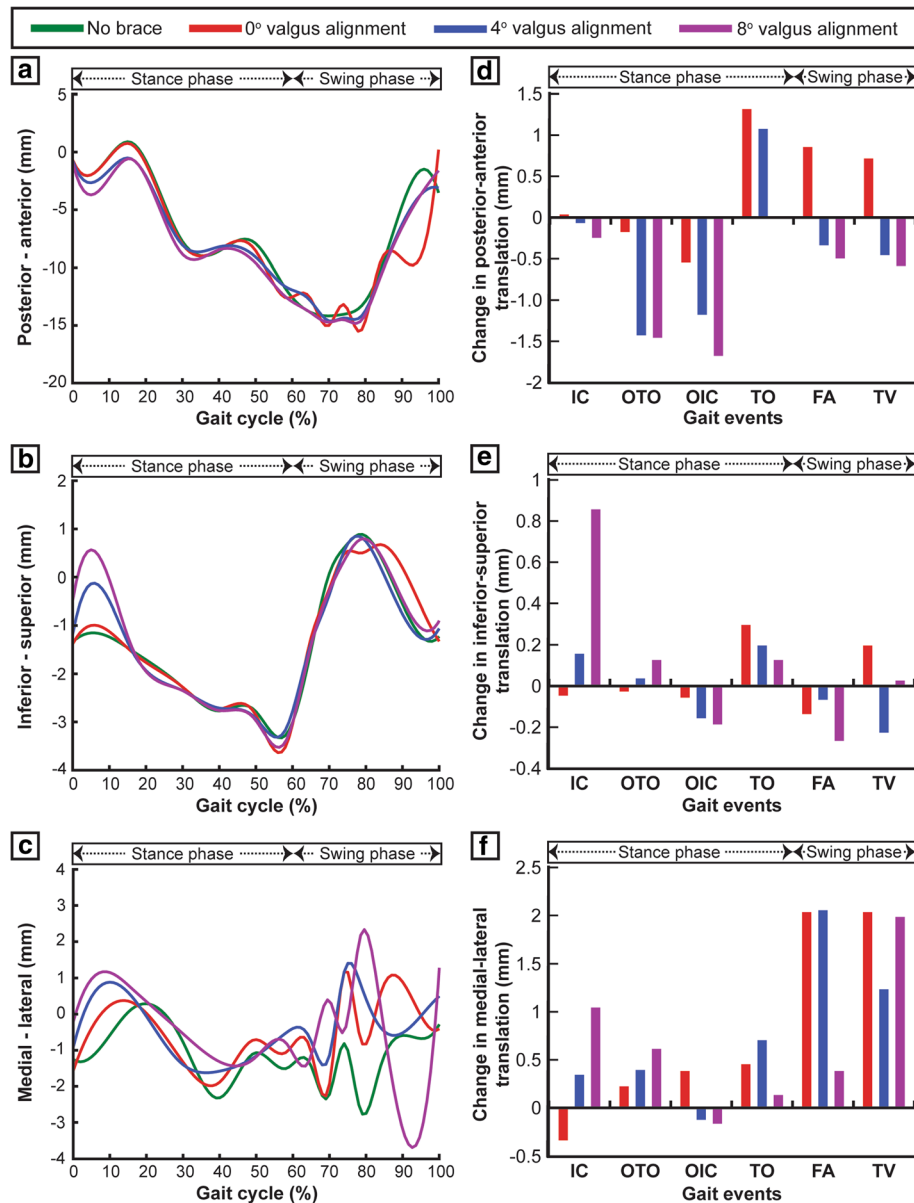 No brace 0° valgus alignment 4° valgus alignment 8° valgus alignment
a
Stance phase Swing phase
5
0
-5
-10
-15
-20
Posterior - anterior (mm)
0 10 20 30 40 50 60 70 80 90 100
Gait cycle (%)
d
Stance phase Swing phase
1.5
1
0.5
0
-0.5
-1
-1.5
-2
Change in posterior-anterior
translation (mm)
IC OTO OIC TO FA TV
Gait events
b
Stance phase Swing phase
2
1
0
-1
-2
-3
-4
Inferior - superior (mm)
0 10 20 30 40 50 60 70 80 90 100
Gait cycle (%)
e
Stance phase Swing phase
1
0.8
0.6
0.4
0.2
0
-0.2
-0.4
Change in inferior-superior
translation (mm)
IC OTO OIC TO FA TV
Gait events
c
Stance phase Swing phase
4
3
2
1
0
-1
-2
-3
-4
Medial - lateral (mm)
0 10 20 30 40 50 60 70 80 90 100
Gait cycle (%)
f
Stance phase Swing phase
2.5
2
1.5
1
0.5
0
-0.5
Change in medial-lateral
translation (mm)
IC OTO OIC TO FA TV
Gait events